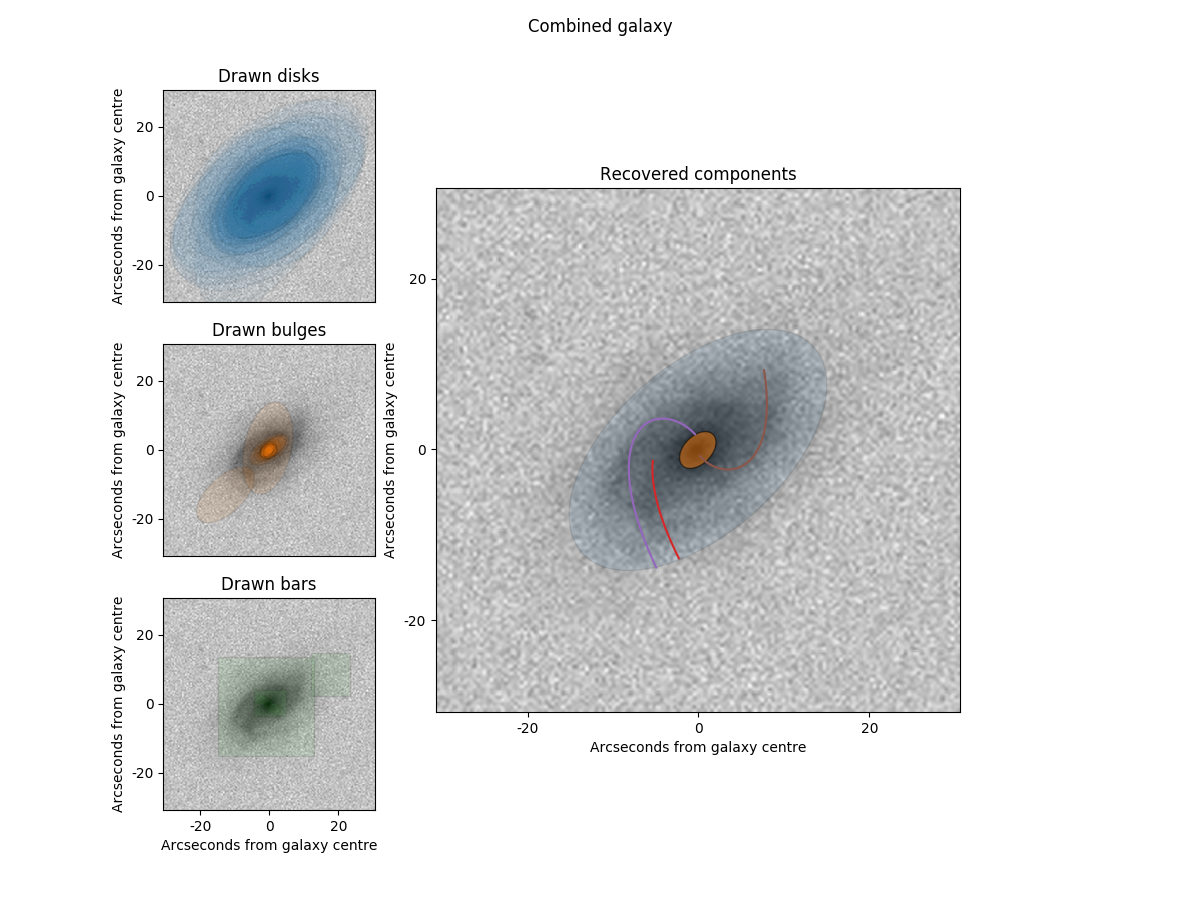 Combined galaxy
Drawn disks
Arcseconds from galaxy centre
20
0
-20
Drawn bulges
Arcseconds from galaxy centre
20
0
-20
Drawn bars
Arcseconds from galaxy centre
20
0
-20
-20 0 20
Arcseconds from galaxy centre
Recovered components
Arcseconds from galaxy centre
20
0
-20
-20 0 20
Arcseconds from galaxy centre